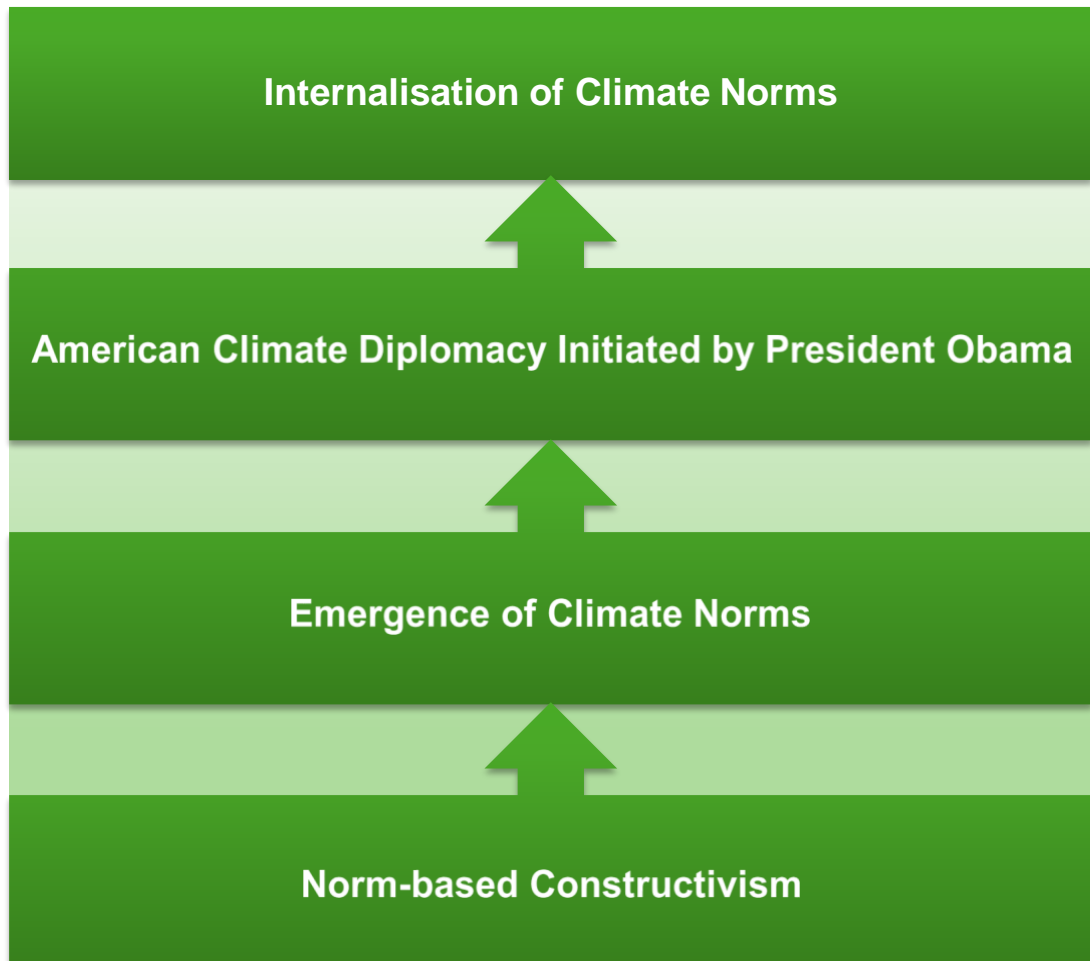 Internalisation of Climate Norms
American Climate Diplomacy Initiated by President Obama
Emergence of Climate Norms
Norm-based Constructivism